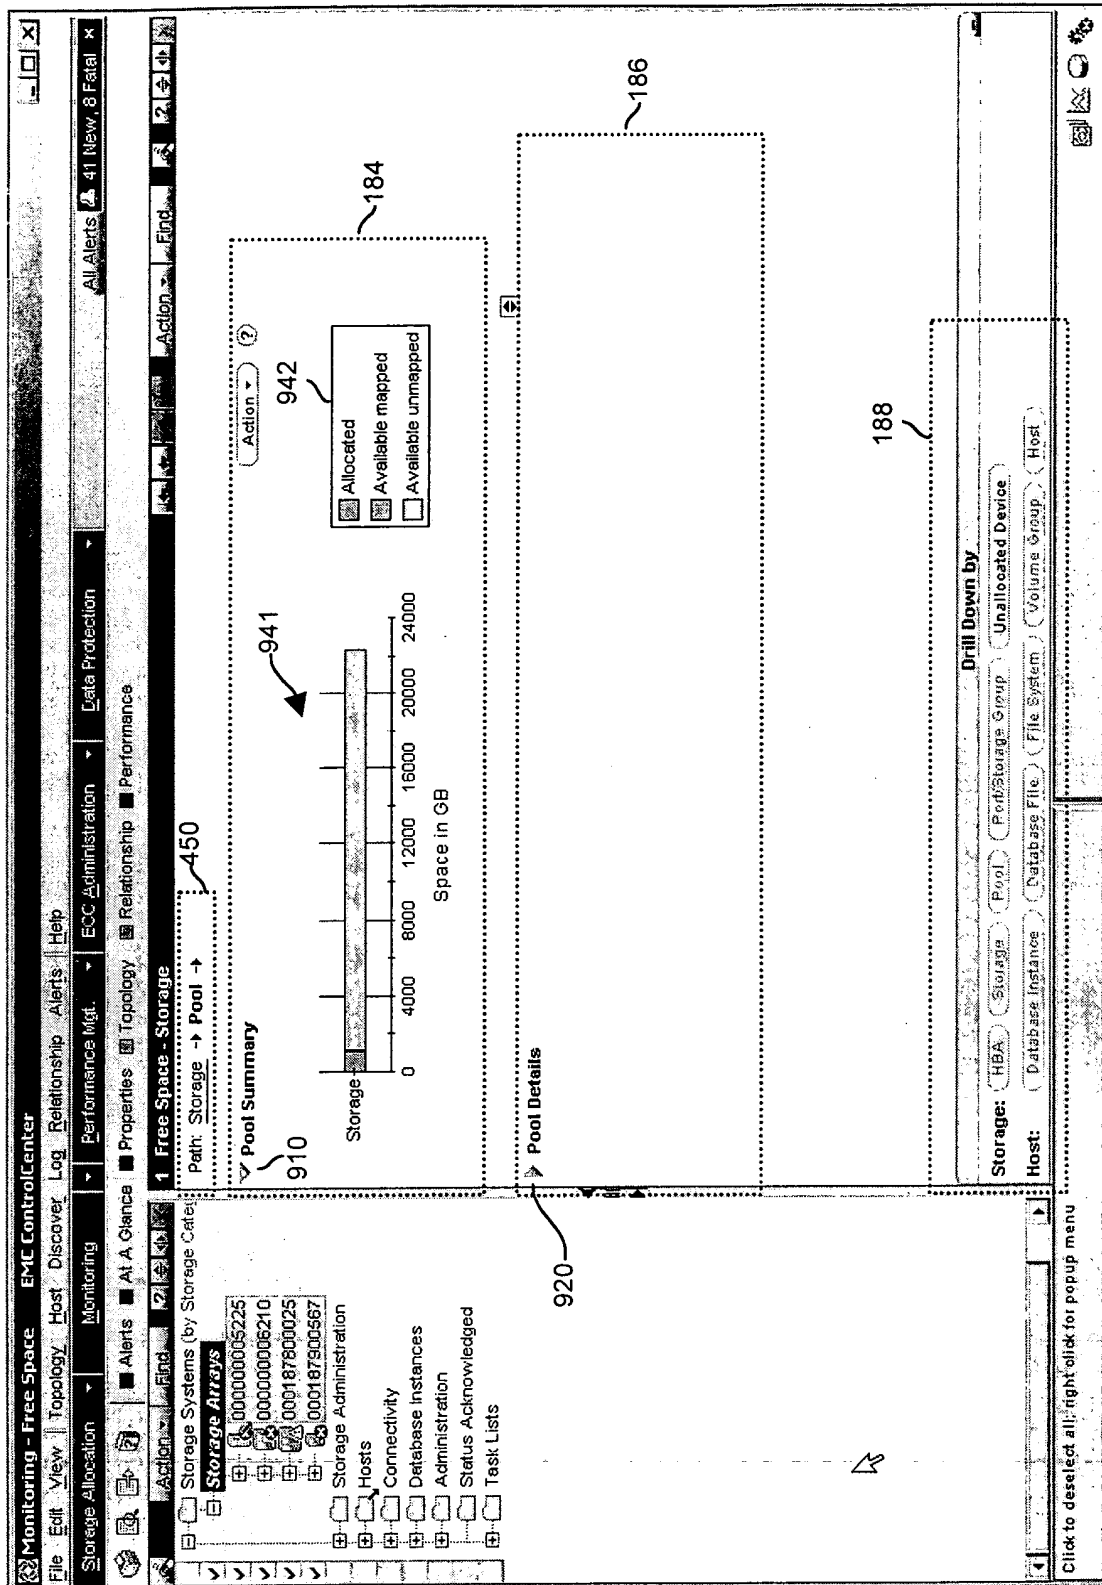 Monitoring - Free Space EMC ControlCenter
File Edit View Topology Host Discover Log Relationship Alerts Help
Storage Allocation Monitoring Performance Mgt. ECC Administration Data Protection All Alerts 41 New, 8 Fatal
Alerts At A Glance Properties Topology Relationship Performance
Action Find
Storage Systems (by Storage Cate
Storage Arrays
000000005225
000000006210
000187800025
000187900567
Storage Administration
Hosts
Connectivity
Database Instances
Administration
Status Acknowledged
Task Lists
1 Free Space - Storage Action Find
Path: Storage → Pool →
450
Pool Summary
910
Action ?
184
941
942
Storage
0 4000 8000 12000 16000 20000 24000
Space in GB
Allocated
Available mapped
Available unmapped
Pool Details
920
186
188
Drill Down by
Storage: HBA Storage Pool Port/Storage Group Unallocated Device
Host: Database Instance Database File File System Volume Group Host
Click to deselect all; right click for popup menu